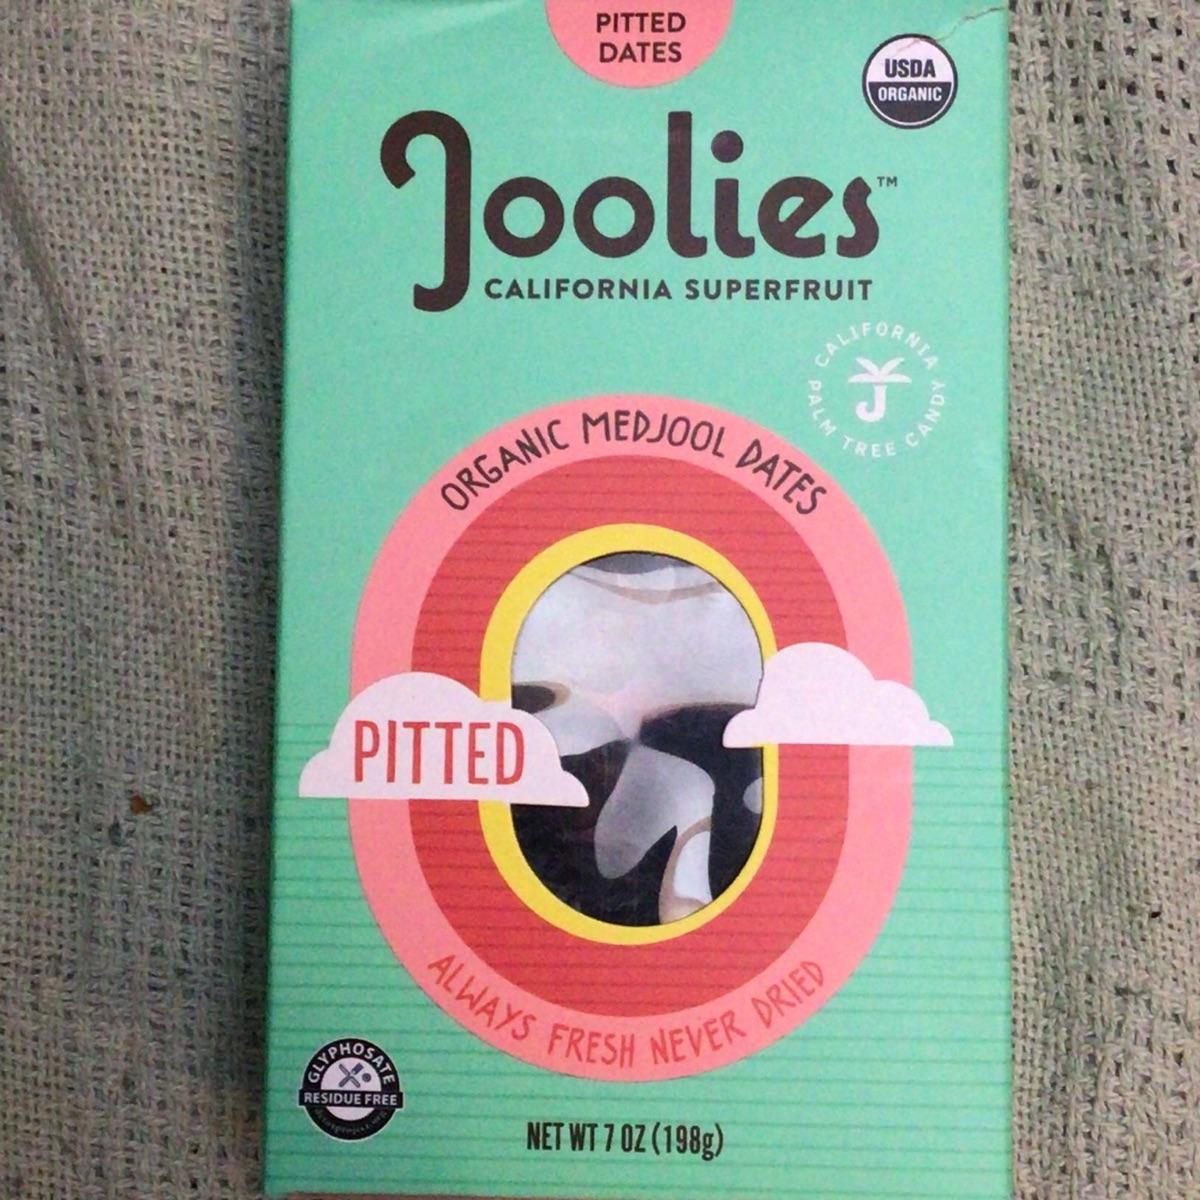 PITTED
DATES
USDA
ORGANIC
Joolies™
CALIFORNIA SUPERFRUIT
CALIFORNIA
PALM TREE CANDY
J
ORGANIC MEDJOOL DATES
PITTED
ALWAYS FRESH NEVER DRIED
GLYPHOSATE
RESIDUE FREE
NET WT 7 OZ (198g)